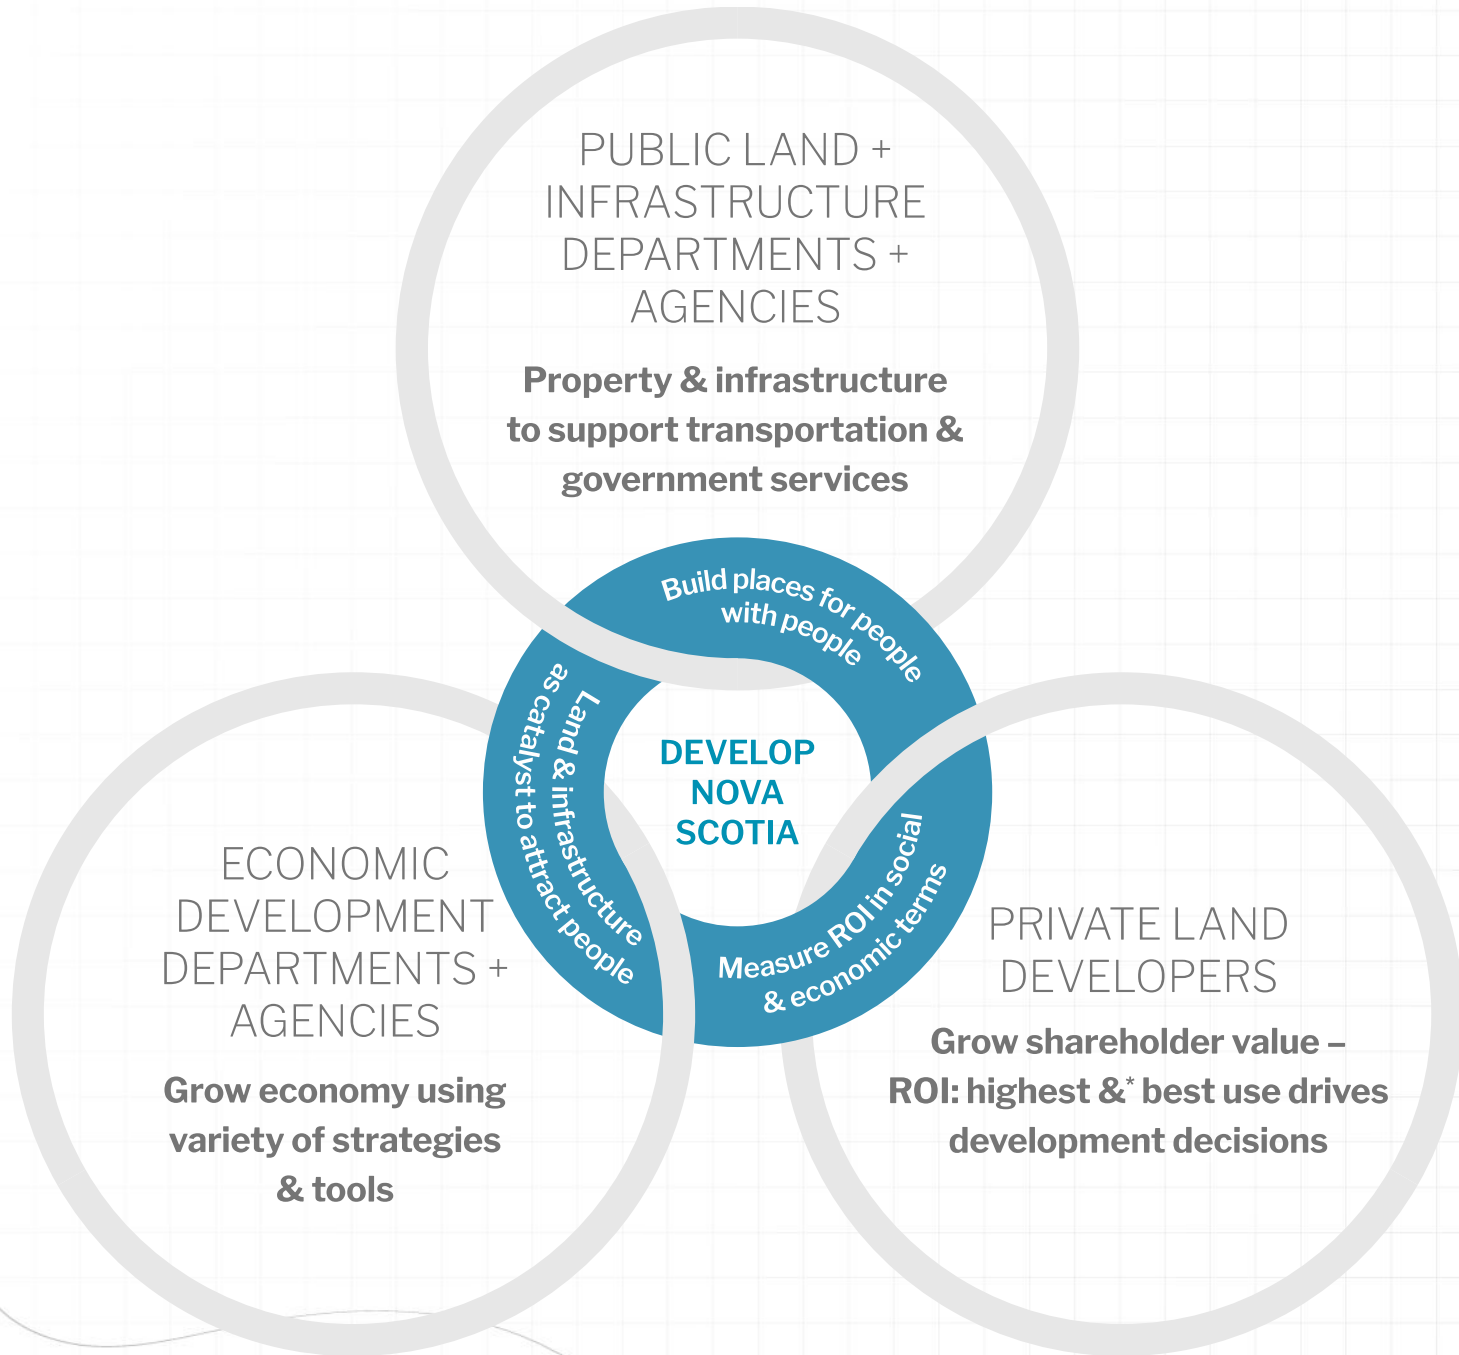 PUBLIC LAND +
INFRASTRUCTURE
DEPARTMENTS +
AGENCIES
Property & infrastructure
to support transportation &
government services
Build places for people
with people
Land & infrastructure
as catalyst to attract people
Measure ROI in social
& economic terms
DEVELOP
NOVA
SCOTIA
ECONOMIC
DEVELOPMENT
DEPARTMENTS +
AGENCIES
Grow economy using
variety of strategies
& tools
PRIVATE LAND
DEVELOPERS
Grow shareholder value –
ROI: highest &* best use drives
development decisions